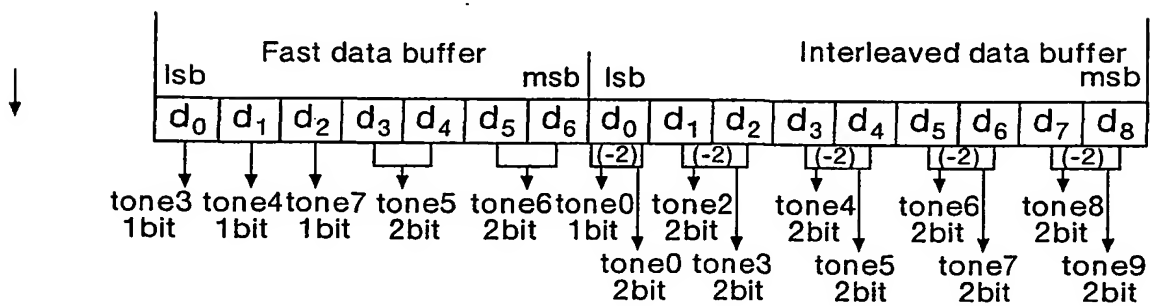 Fast data buffer Interleaved data buffer
lsb msb lsb msb
d0 d1 d2 d3 d4 d5 d6 d0 d1 d2 d3 d4 d5 d6 d7 d8
(-2) (-2) (-2) (-2) (-2)
tone3 tone4 tone7 tone5 tone6 tone0 tone2 tone4 tone6 tone8
1bit 1bit 1bit 2bit 2bit 1bit 2bit 2bit 2bit 2bit
tone0 tone3 tone5 tone7 tone9
2bit 2bit 2bit 2bit 2bit